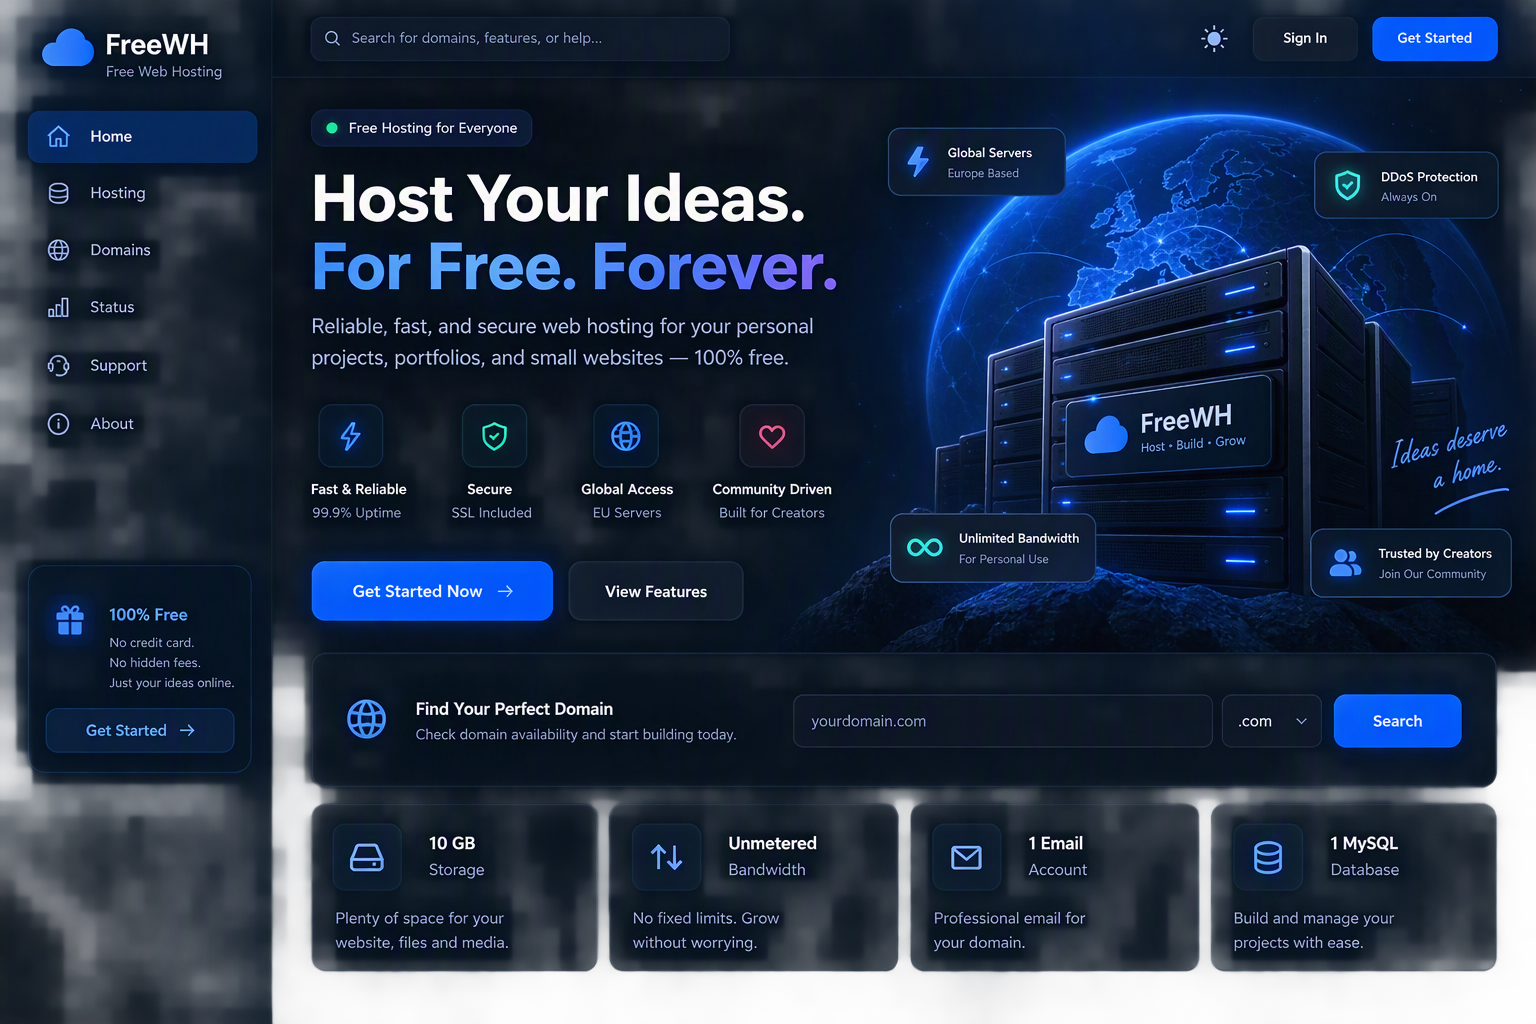 FreeWH
Free Web Hosting
Home
Hosting
Domains
Status
Support
About
100% Free
No credit card.
No hidden fees.
Just your ideas online.
Get Started →
Search for domains, features, or help...
Sign In
Get Started
Free Hosting for Everyone
Host Your Ideas.
For Free. Forever.
Reliable, fast, and secure web hosting for your personal
projects, portfolios, and small websites — 100% free.
Fast & Reliable
99.9% Uptime
Secure
SSL Included
Global Access
EU Servers
Community Driven
Built for Creators
Get Started Now →
View Features
Global Servers
Europe Based
DDoS Protection
Always On
FreeWH
Host • Build • Grow
Ideas deserve
a home.
Unlimited Bandwidth
For Personal Use
Trusted by Creators
Join Our Community
Find Your Perfect Domain
Check domain availability and start building today.
yourdomain.com
.com
Search
10 GB
Storage
Plenty of space for your
website, files and media.
Unmetered
Bandwidth
No fixed limits. Grow
without worrying.
1 Email
Account
Professional email for
your domain.
1 MySQL
Database
Build and manage your
projects with ease.